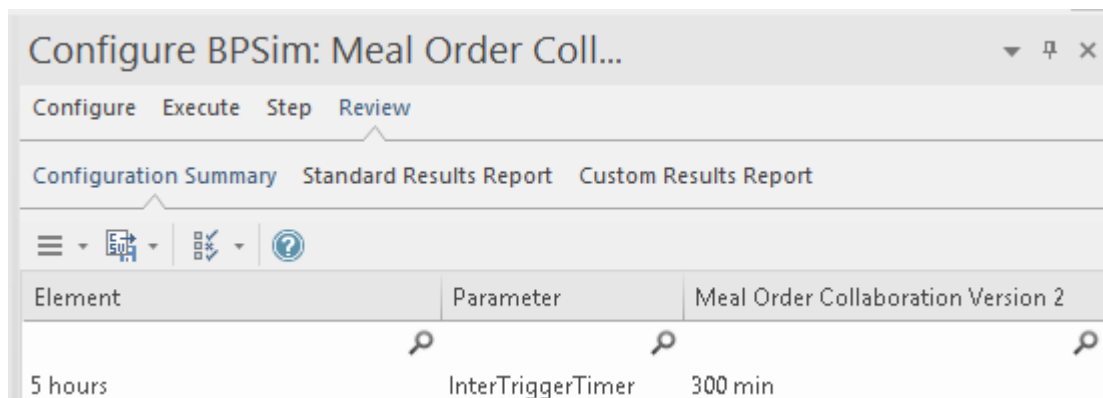 Configure BPSim: Meal Order Coll...
Configure Execute Step Review
Configuration Summary Standard Results Report Custom Results Report
Element Parameter Meal Order Collaboration Version 2
5 hours InterTriggerTimer 300 min